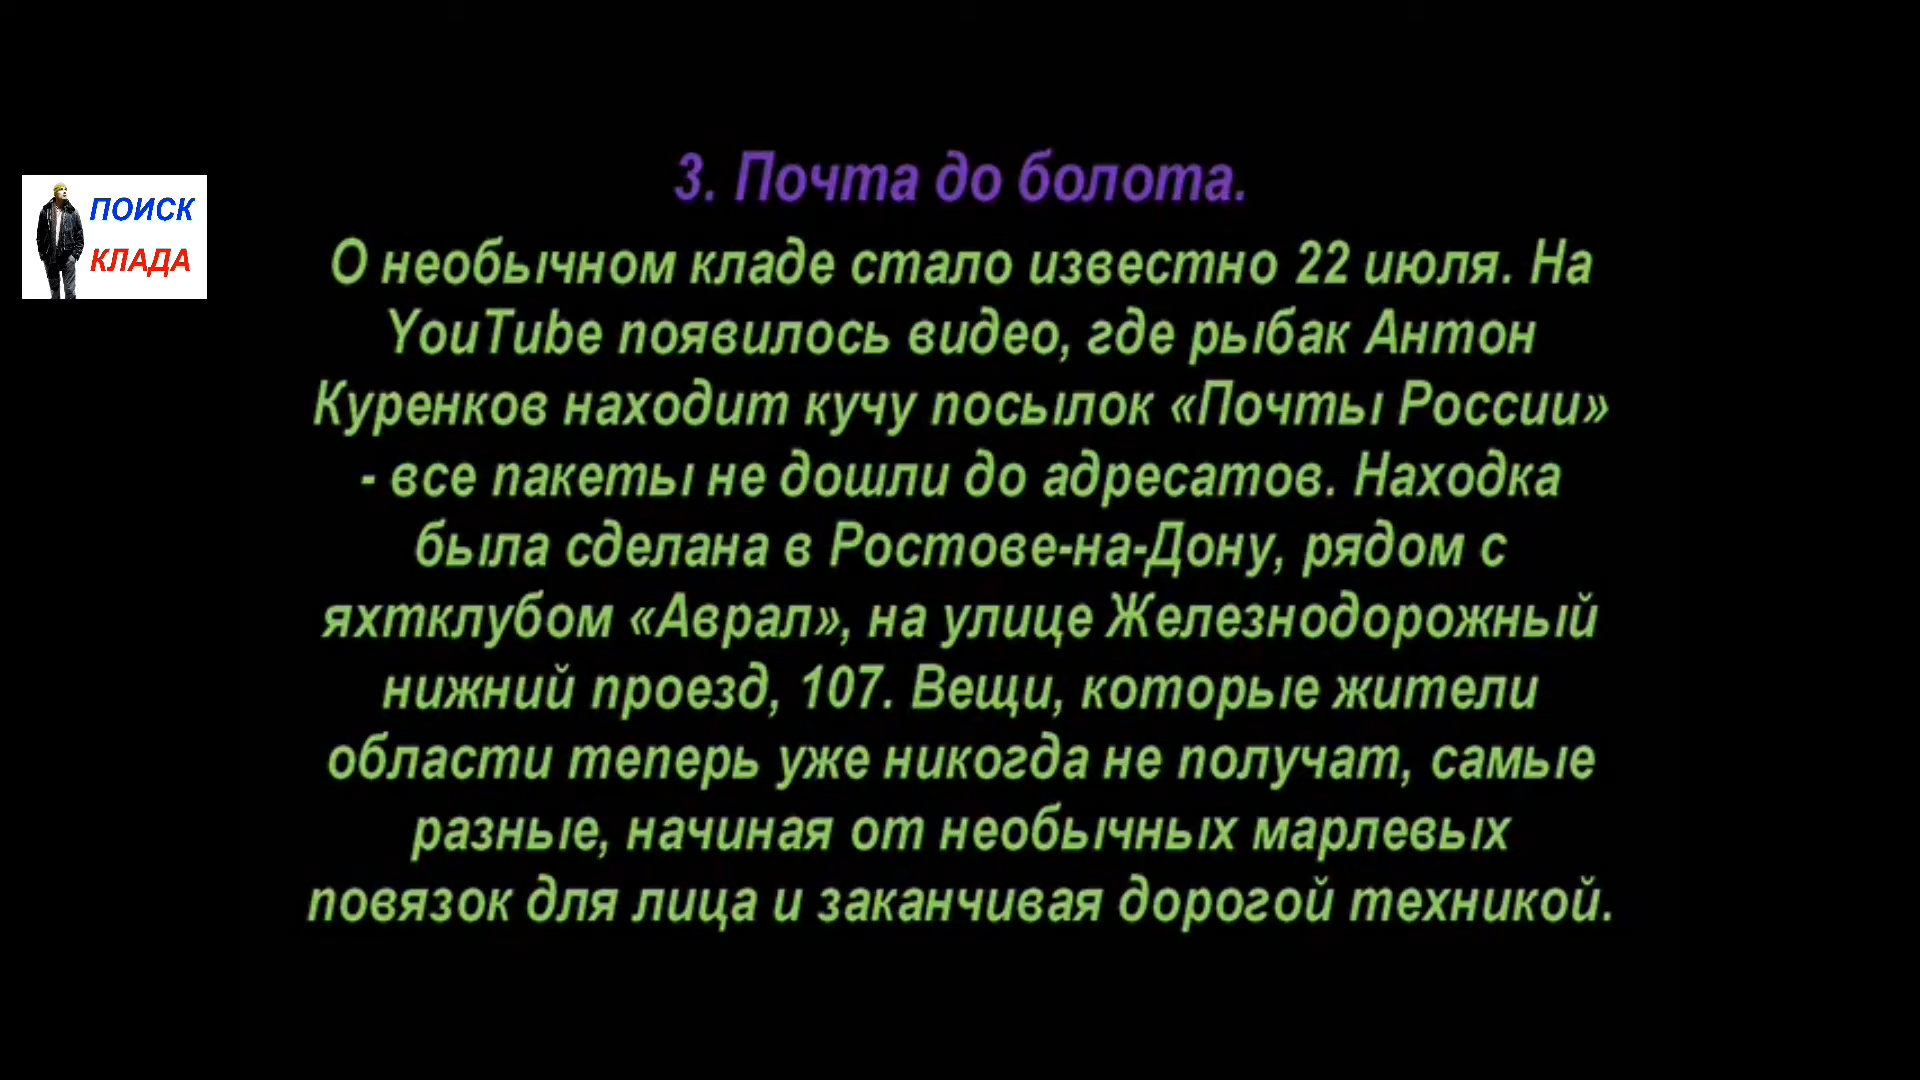 3. Почта до болота.
ПОИСК
КЛАДА
О необычном кладе стало известно 22 июля. На
YouTube появилось видео, где рыбак Антон
Куренков находит кучу посылок «Почты России»
- все пакеты не дошли до адресатов. Находка
была сделана в Ростове-на-Дону, рядом с
яхтклубом «Аврал», на улице Железнодорожный
нижний проезд, 107. Вещи, которые жители
области теперь уже никогда не получат, самые
разные, начиная от необычных марлевых
повязок для лица и заканчивая дорогой техникой.